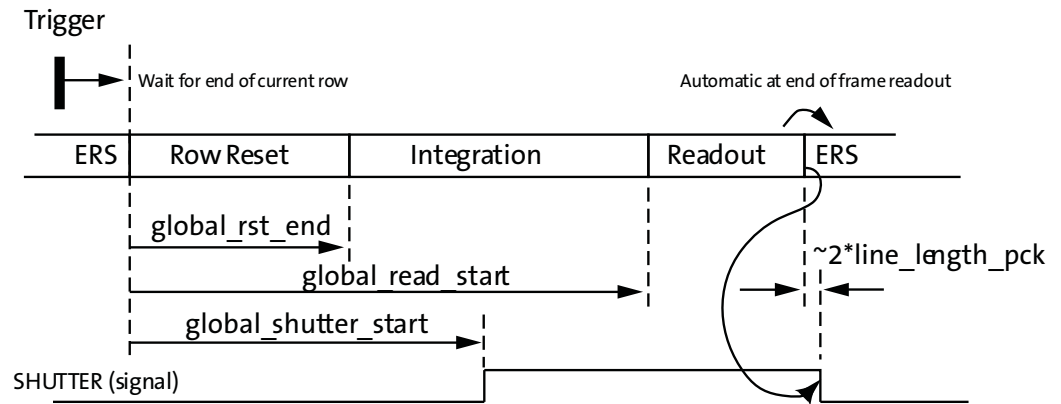 Trigger
Wait for end of current row
Automatic at end of frame readout
ERS Row Reset Integration Readout ERS
global_rst_end
~2*line_length_pck
global_read_start
global_shutter_start
SHUTTER (signal)